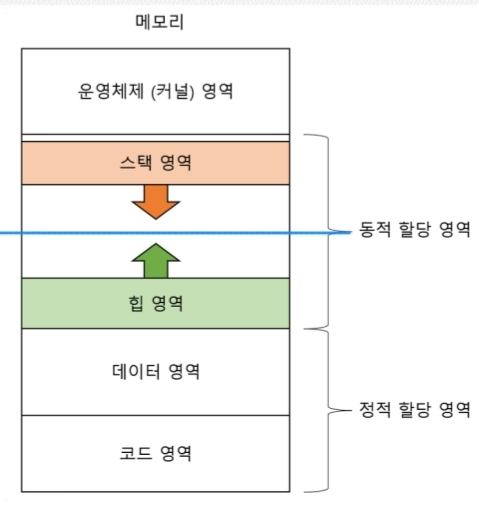 메모리
운영체제 (커널) 영역
스택 영역
동적 할당 영역
힙 영역
데이터 영역
정적 할당 영역
코드 영역